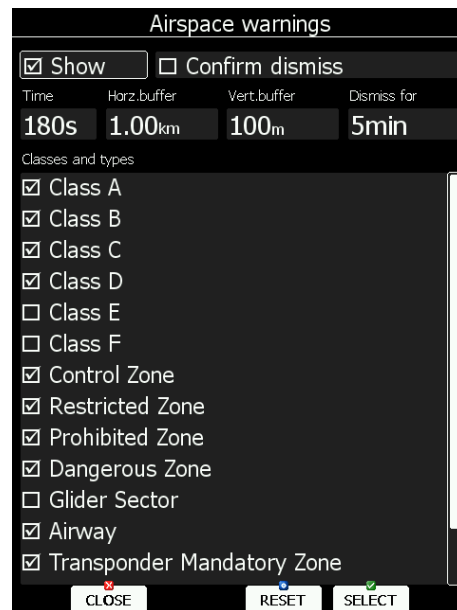 Airspace warnings
Show Confirm dismiss
Time Horz.buffer Vert.buffer Dismiss for
180s 1.00km 100m 5min
Classes and types
Class A
Class B
Class C
Class D
Class E
Class F
Control Zone
Restricted Zone
Prohibited Zone
Dangerous Zone
Glider Sector
Airway
Transponder Mandatory Zone
CLOSE RESET SELECT